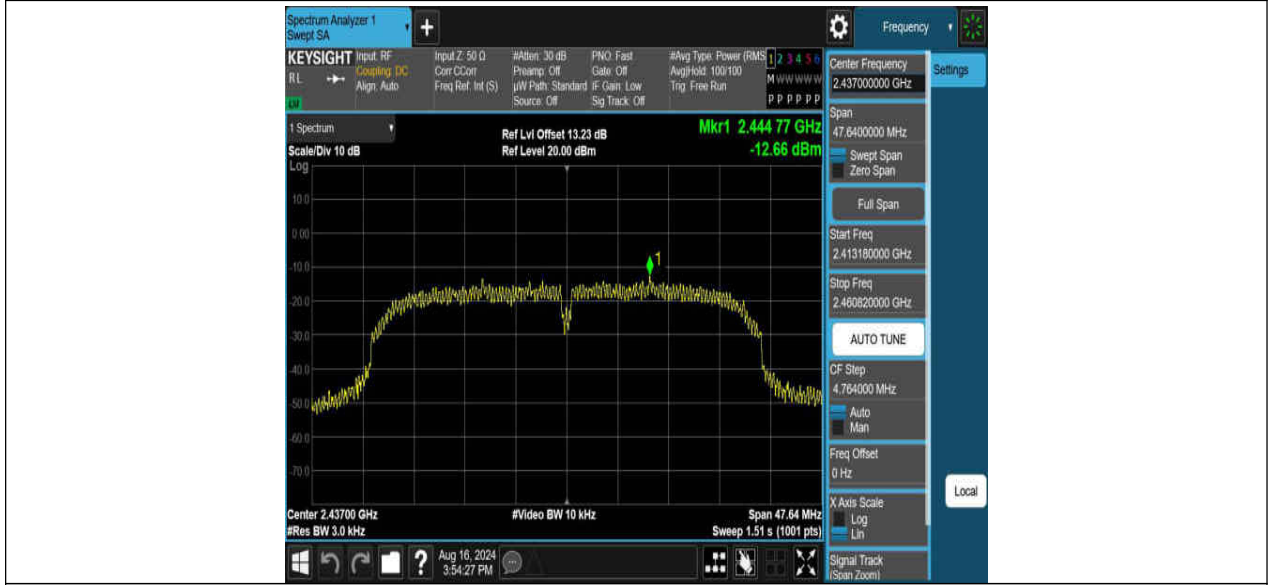 Spectrum Analyzer 1
Swept SA
+
Frequency
KEYSIGHT
RL
LU
Input: RF
Coupling: DC
Align: Auto
Input Z: 50 Ω
Corr CCorr
Freq Ref: Int (S)
#Atten: 30 dB
Preamp: Off
µW Path: Standard
Source: Off
PNO: Fast
Gate: Off
IF Gain: Low
Sig Track: Off
#Avg Type: Power (RMS
Avg|Hold: 100/100
Trig: Free Run
1 2 3 4 5 6
M W W W W W
P P P P P P
1 Spectrum
Scale/Div 10 dB
Log
Ref Lvl Offset 13.23 dB
Ref Level 20.00 dBm
Mkr1 2.444 77 GHz
-12.66 dBm
10.0
0.00
-10.0
-20.0
-30.0
-40.0
-50.0
-60.0
-70.0
1
Center 2.43700 GHz
#Res BW 3.0 kHz
#Video BW 10 kHz
Span 47.64 MHz
Sweep 1.51 s (1001 pts)
Center Frequency
2.437000000 GHz
Settings
Span
47.6400000 MHz
Swept Span
Zero Span
Full Span
Start Freq
2.413180000 GHz
Stop Freq
2.460820000 GHz
AUTO TUNE
CF Step
4.764000 MHz
Auto
Man
Freq Offset
0 Hz
X Axis Scale
Log
Lin
Local
Signal Track
(Span Zoom)
?
Aug 16, 2024
3:54:27 PM